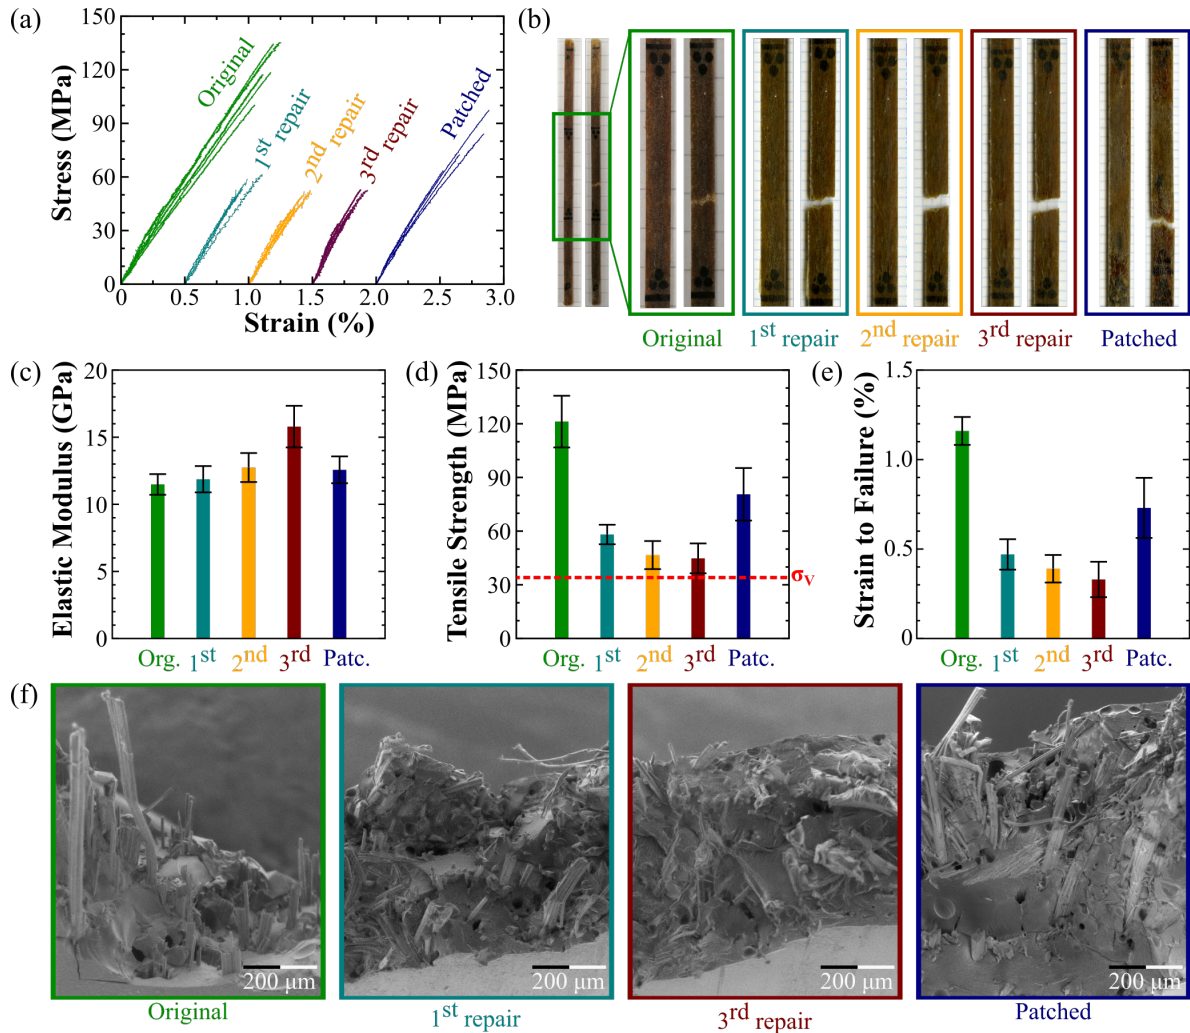 (a)
150
120
90
60
30
0
Stress (MPa)
0
0.5
1.0
1.5
2.0
2.5
3.0
Strain (%)
Original
1st repair
2nd repair
3rd repair
Patched
(b)
Original
1st repair
2nd repair
3rd repair
Patched
(c)
20
15
10
5
0
Elastic Modulus (GPa)
Org.
1st
2nd
3rd
Patc.
(d)
150
120
90
60
30
0
Tensile Strength (MPa)
σV
Org.
1st
2nd
3rd
Patc.
(e)
1.5
1.0
0.5
0
Strain to Failure (%)
Org.
1st
2nd
3rd
Patc.
(f)
200 μm
200 μm
200 μm
200 μm
Original
1st repair
3rd repair
Patched